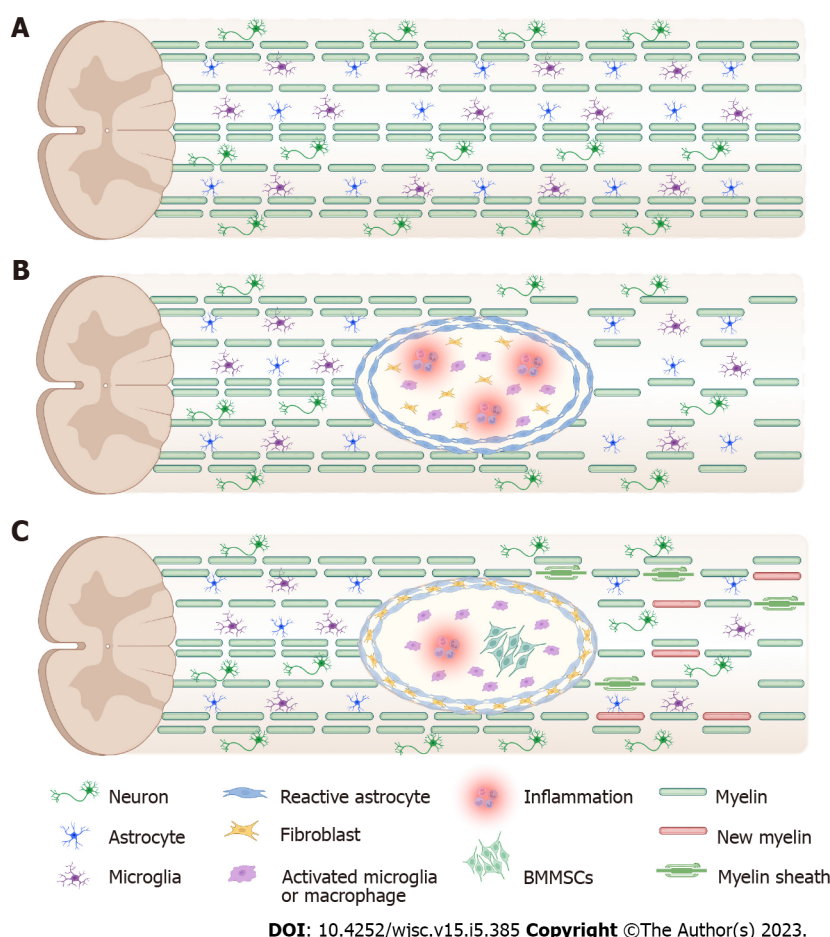 A
B
C
Neuron
Reactive astrocyte
Inflammation
Myelin
Astrocyte
Fibroblast
New myelin
Microglia
Activated microglia
or macrophage
BMMSCs
Myelin sheath
DOI: 10.4252/wjsc.v15.i5.385 Copyright ©The Author(s) 2023.